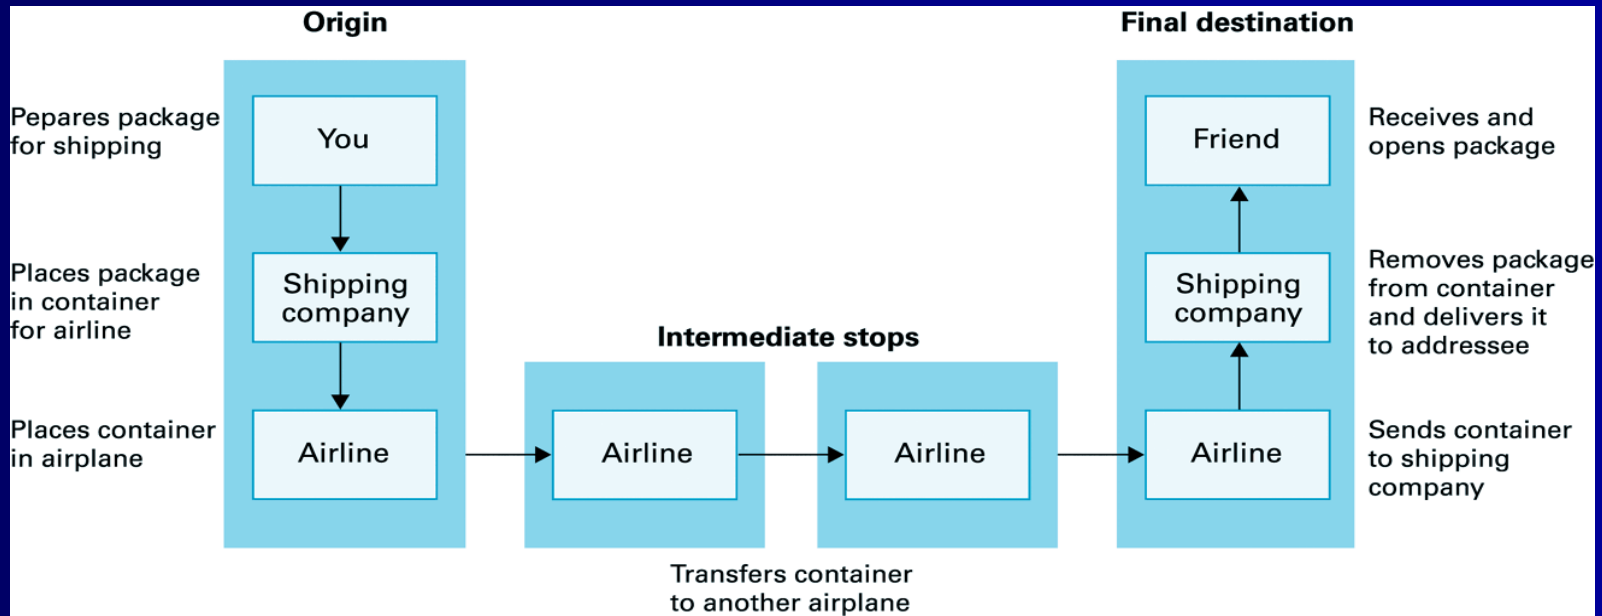 Origin
Final destination
Pepares package
for shipping
You
Friend
Receives and
opens package
Places package
in container
for airline
Shipping
company
Shipping
company
Removes package
from container
and delivers it
to addressee
Intermediate stops
Places container
in airplane
Airline
Airline
Airline
Airline
Sends container
to shipping
company
Transfers container
to another airplane